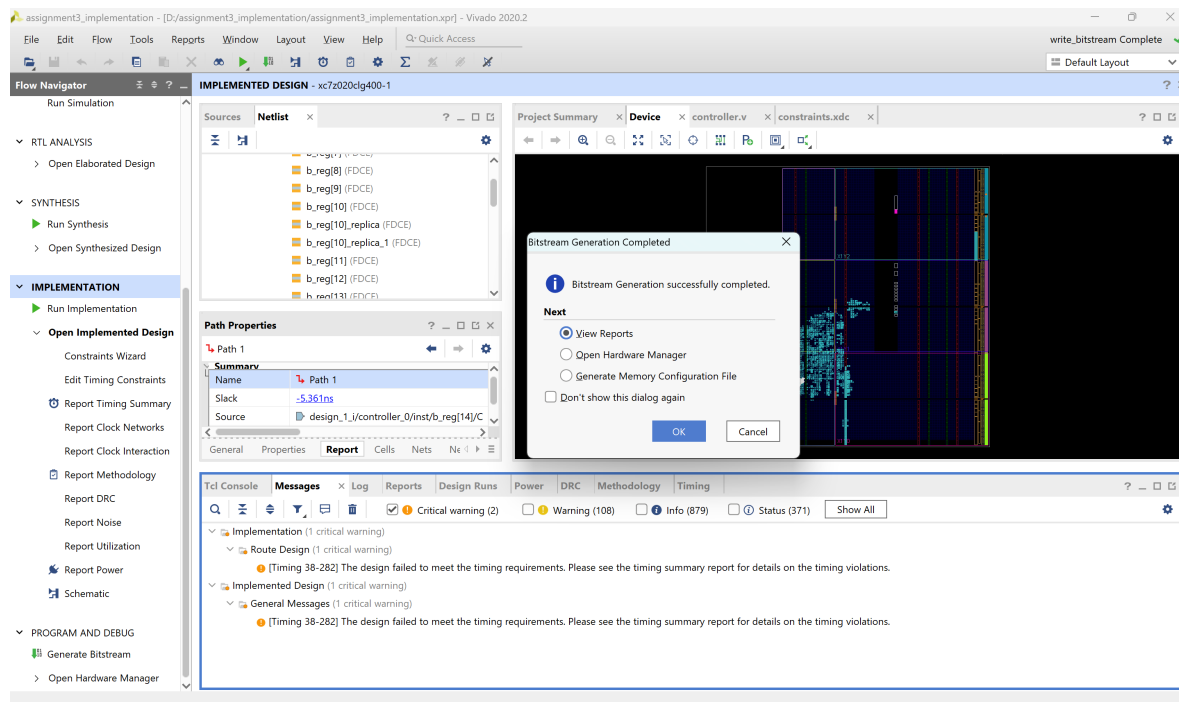 assignment3_implementation - [D:/assignment3_implementation/assignment3_implementation.xpr] - Vivado 2020.2
File Edit Flow Tools Reports Window Layout View Help Quick Access
write_bitstream Complete
Default Layout
Flow Navigator
IMPLEMENTED DESIGN - xc7z020clg400-1
Run Simulation
RTL ANALYSIS
Open Elaborated Design
SYNTHESIS
Run Synthesis
Open Synthesized Design
IMPLEMENTATION
Run Implementation
Open Implemented Design
Constraints Wizard
Edit Timing Constraints
Report Timing Summary
Report Clock Networks
Report Clock Interaction
Report Methodology
Report DRC
Report Noise
Report Utilization
Report Power
Schematic
PROGRAM AND DEBUG
Generate Bitstream
Open Hardware Manager
Sources Netlist
b_reg[7] (FDCE)
b_reg[8] (FDCE)
b_reg[9] (FDCE)
b_reg[10] (FDCE)
b_reg[10]_replica (FDCE)
b_reg[10]_replica_1 (FDCE)
b_reg[11] (FDCE)
b_reg[12] (FDCE)
b_reg[13] (FDCE)
Path Properties
Path 1
Summary
Name Path 1
Slack -5.361ns
Source design_1_i/controller_0/inst/b_reg[14]/C
General Properties Report Cells Nets
Project Summary Device controller.v constraints.xdc
Bitstream Generation Completed
Bitstream Generation successfully completed.
Next
View Reports
Open Hardware Manager
Generate Memory Configuration File
Don't show this dialog again
OK Cancel
Tcl Console Messages Log Reports Design Runs Power DRC Methodology Timing
Critical warning (2) Warning (108) Info (879) Status (371) Show All
Implementation (1 critical warning)
Route Design (1 critical warning)
[Timing 38-282] The design failed to meet the timing requirements. Please see the timing summary report for details on the timing violations.
Implemented Design (1 critical warning)
General Messages (1 critical warning)
[Timing 38-282] The design failed to meet the timing requirements. Please see the timing summary report for details on the timing violations.